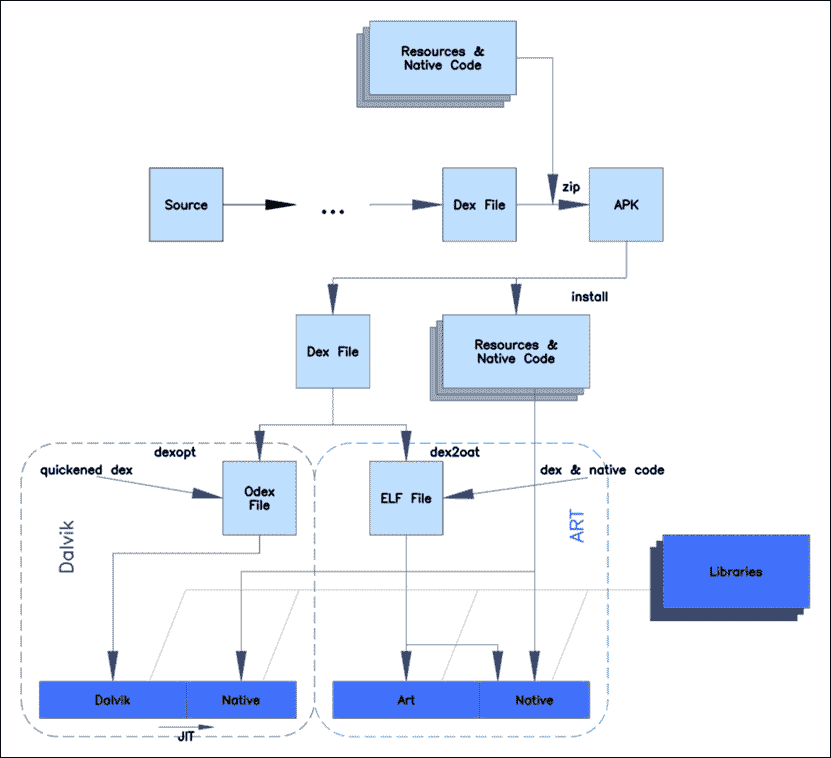 Resources &
Native Code
zip
Source
...
Dex File
APK
install
Dex File
Resources &
Native Code
dexopt
dex2oat
quickened dex
Odex
File
ELF File
dex & native code
Dalvik
ART
Libraries
Dalvik
Native
Art
Native
JIT